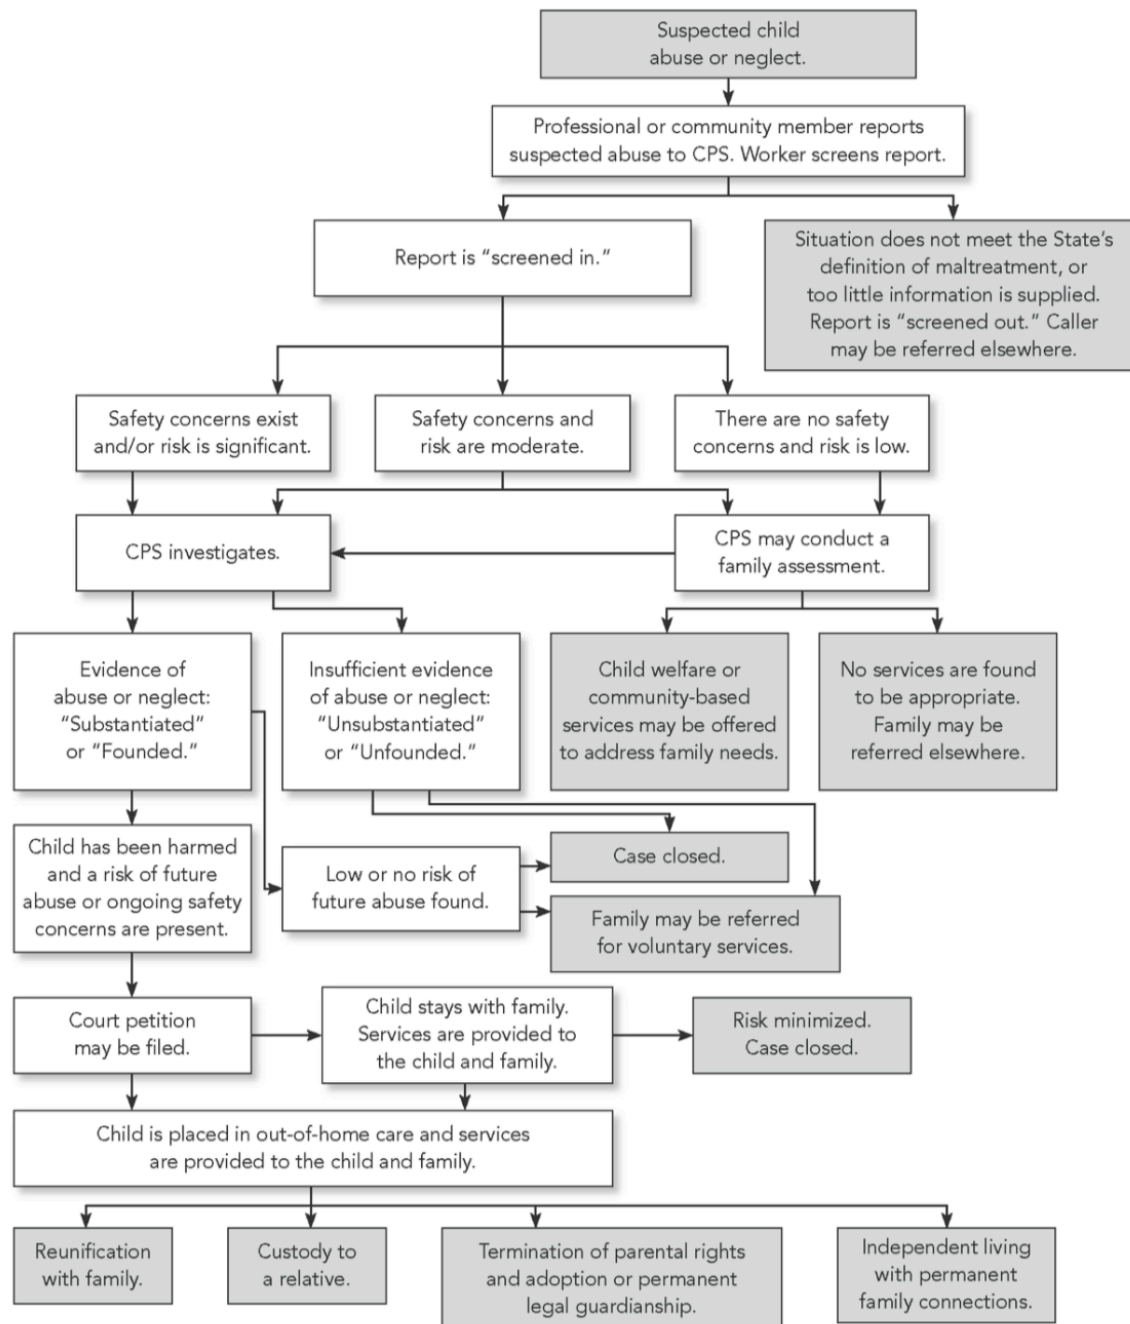 Suspected child
abuse or neglect.
Professional or community member reports
suspected abuse to CPS. Worker screens report.
Report is “screened in.”
Situation does not meet the State’s
definition of maltreatment, or
too little information is supplied.
Report is “screened out.” Caller
may be referred elsewhere.
Safety concerns exist
and/or risk is significant.
Safety concerns and
risk are moderate.
There are no safety
concerns and risk is low.
CPS investigates.
CPS may conduct a
family assessment.
Evidence of
abuse or neglect:
“Substantiated”
or “Founded.”
Insufficient evidence
of abuse or neglect:
“Unsubstantiated”
or “Unfounded.”
Child welfare or
community-based
services may be offered
to address family needs.
No services are found
to be appropriate.
Family may be
referred elsewhere.
Child has been harmed
and a risk of future
abuse or ongoing safety
concerns are present.
Low or no risk of
future abuse found.
Case closed.
Family may be referred
for voluntary services.
Court petition
may be filed.
Child stays with family.
Services are provided to
the child and family.
Risk minimized.
Case closed.
Child is placed in out-of-home care and services
are provided to the child and family.
Reunification
with family.
Custody to
a relative.
Termination of parental rights
and adoption or permanent
legal guardianship.
Independent living
with permanent
family connections.